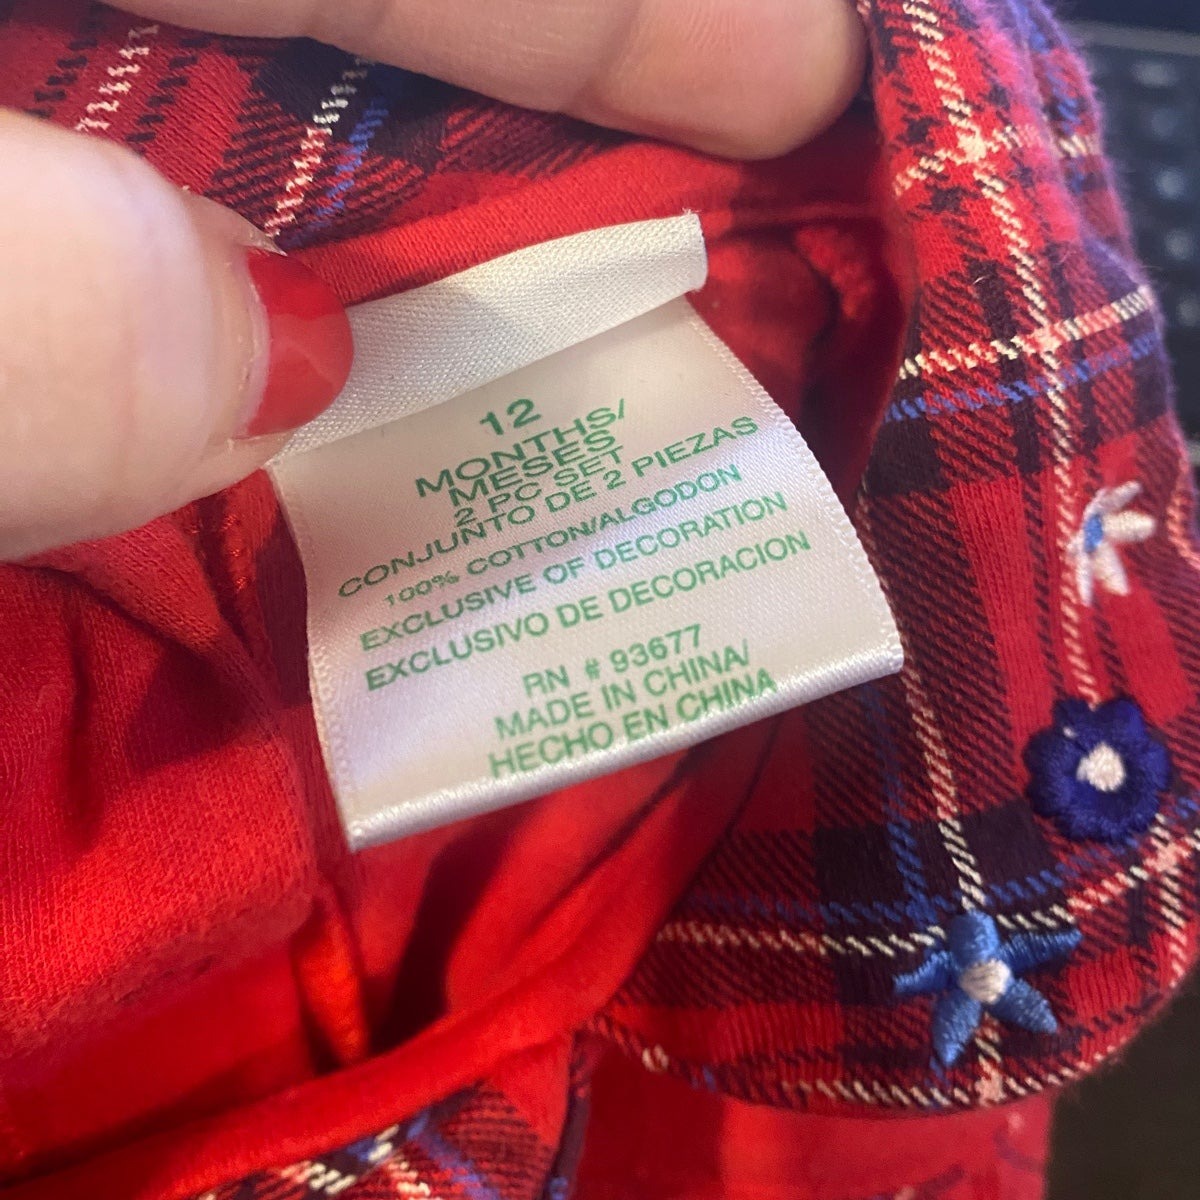 12
MONTHS/
MESES
2 PC SET
CONJUNTO DE 2 PIEZAS
100% COTTON/ALGODON
EXCLUSIVE OF DECORATION
EXCLUSIVO DE DECORACION
RN # 93677
MADE IN CHINA/
HECHO EN CHINA